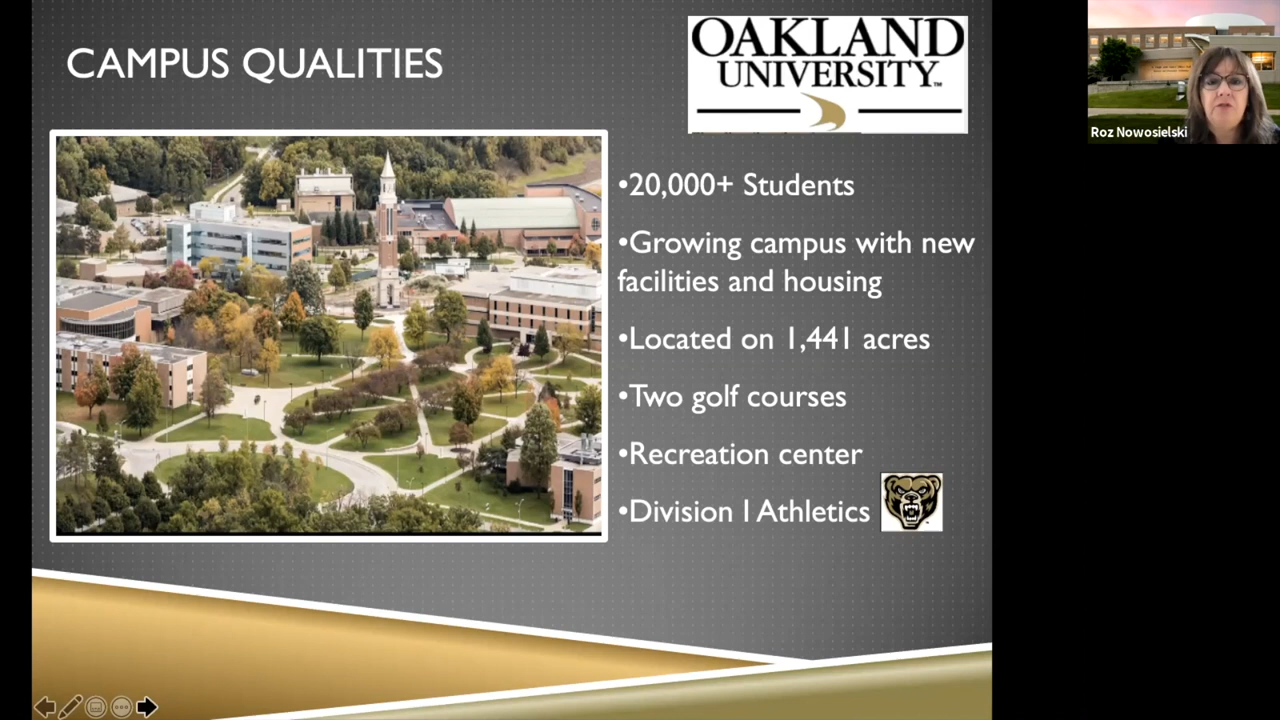 CAMPUS QUALITIES
OAKLAND
UNIVERSITY™
•20,000+ Students
•Growing campus with new
facilities and housing
•Located on 1,441 acres
•Two golf courses
•Recreation center
•Division I Athletics
Roz Nowosielski